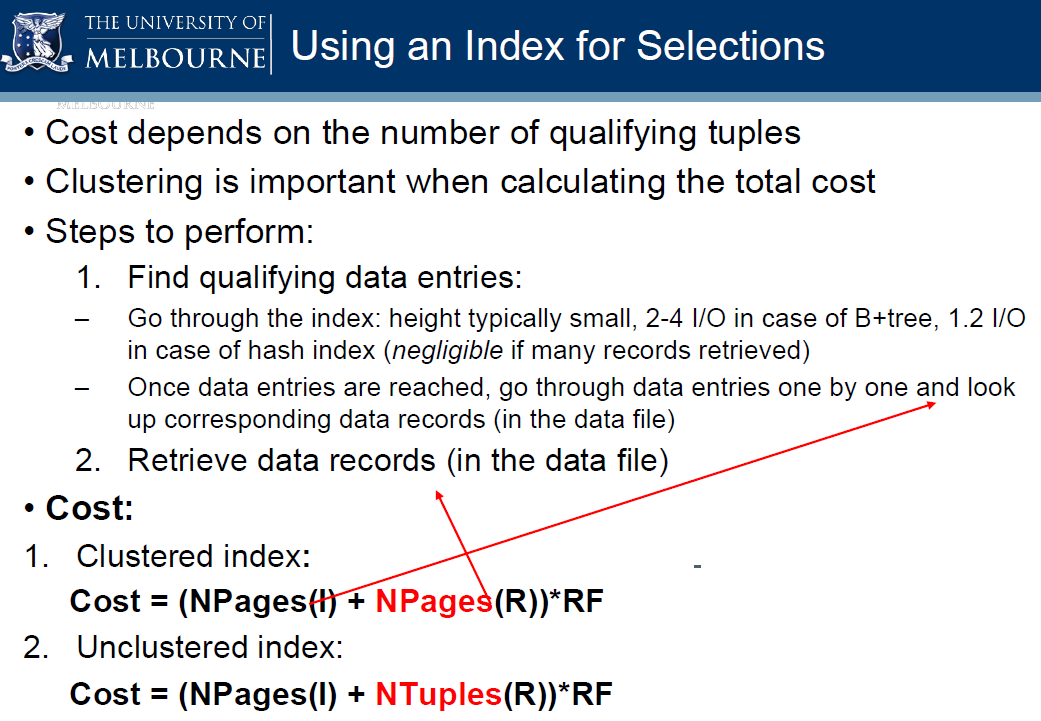 THE UNIVERSITY OF
MELBOURNE
Using an Index for Selections
MELBOURNE
• Cost depends on the number of qualifying tuples
• Clustering is important when calculating the total cost
• Steps to perform:
1. Find qualifying data entries:
– Go through the index: height typically small, 2-4 I/O in case of B+tree, 1.2 I/O
in case of hash index (negligible if many records retrieved)
– Once data entries are reached, go through data entries one by one and look
up corresponding data records (in the data file)
2. Retrieve data records (in the data file)
• Cost:
1. Clustered index:
Cost = (NPages(I) + NPages(R))*RF
2. Unclustered index:
Cost = (NPages(I) + NTuples(R))*RF